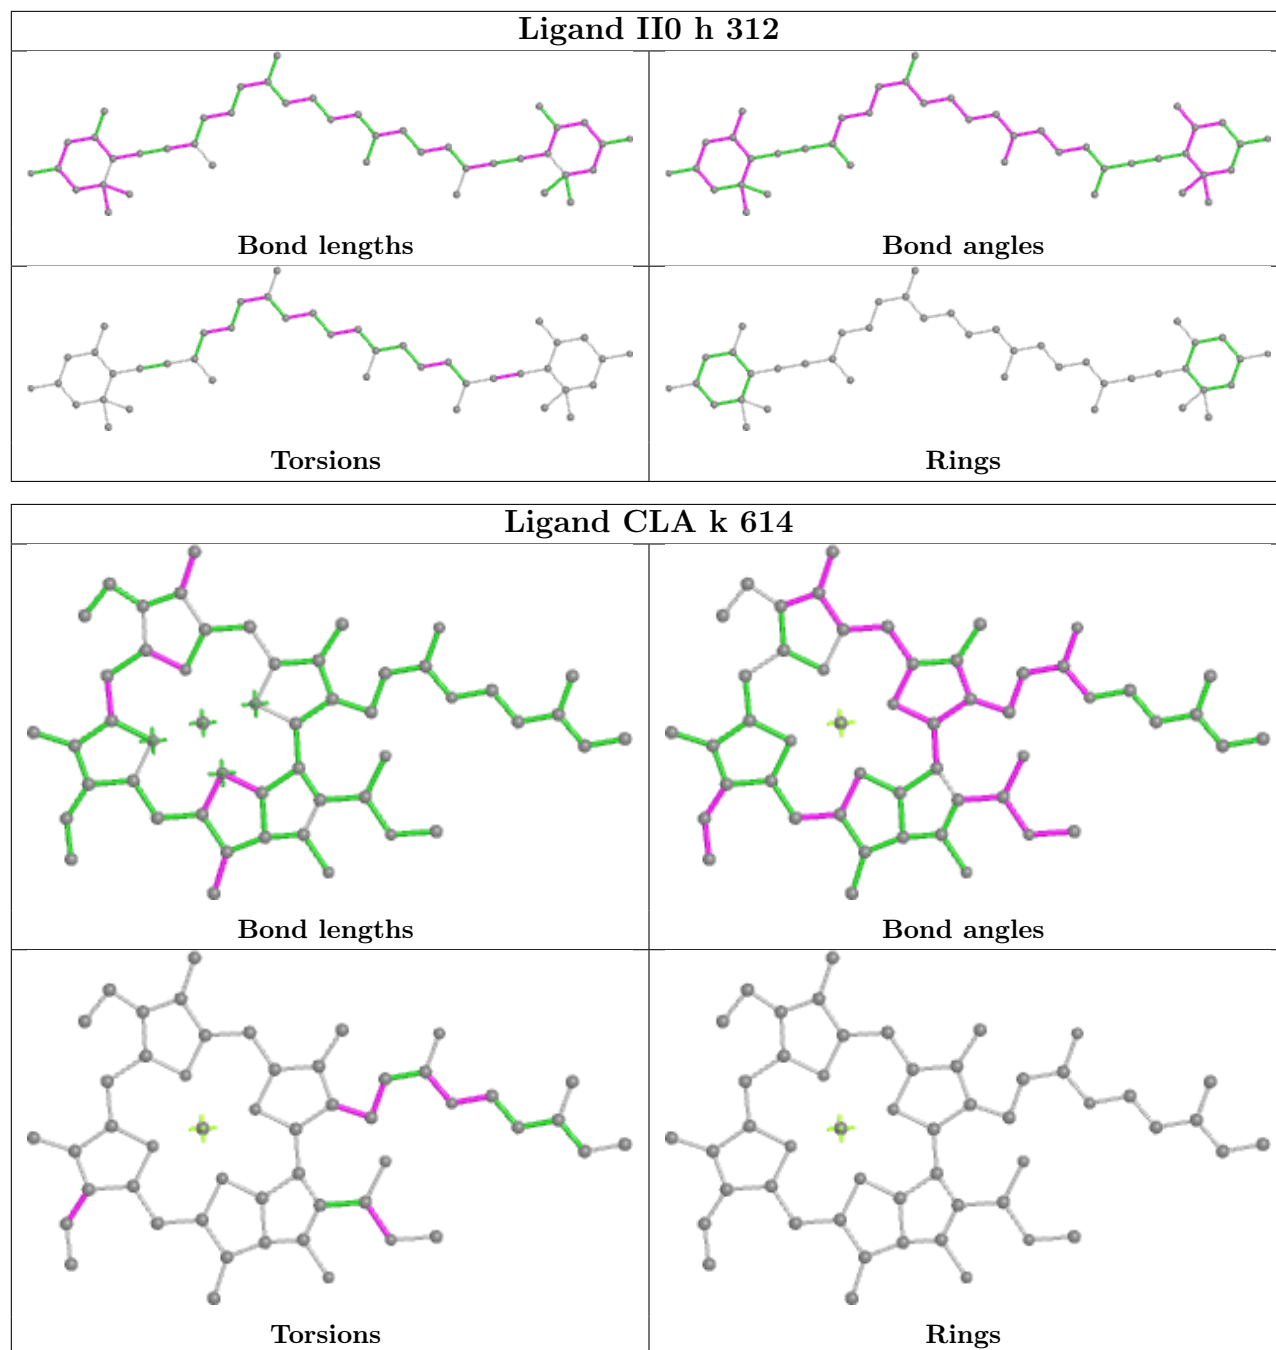 Ligand II0 h 312
Bond lengths
Bond angles
Torsions
Rings
Ligand CLA k 614
Bond lengths
Bond angles
Torsions
Rings